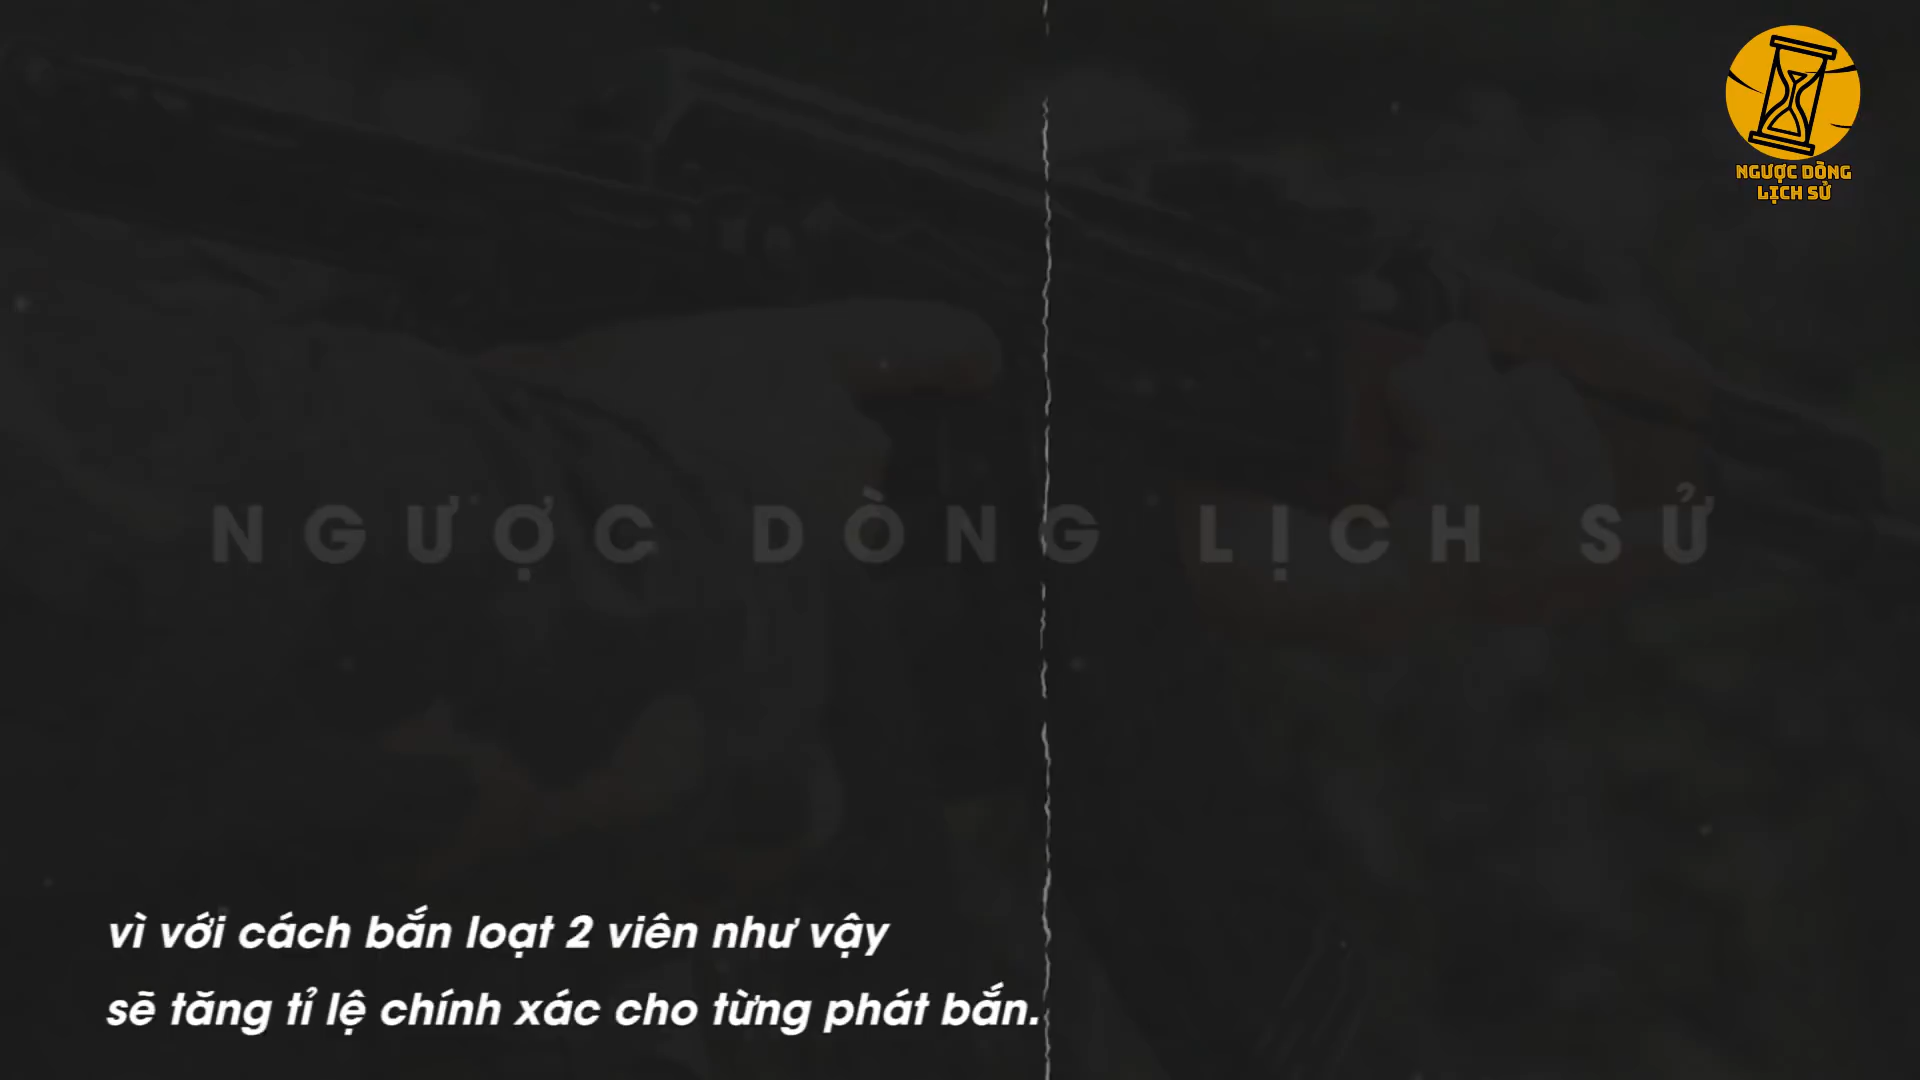 NGƯỢC DÒNG
LỊCH SỬ
NGƯỢC DÒNG LỊCH SỬ
vì với cách bắn loạt 2 viên như vậy
sẽ tăng tỉ lệ chính xác cho từng phát bắn.